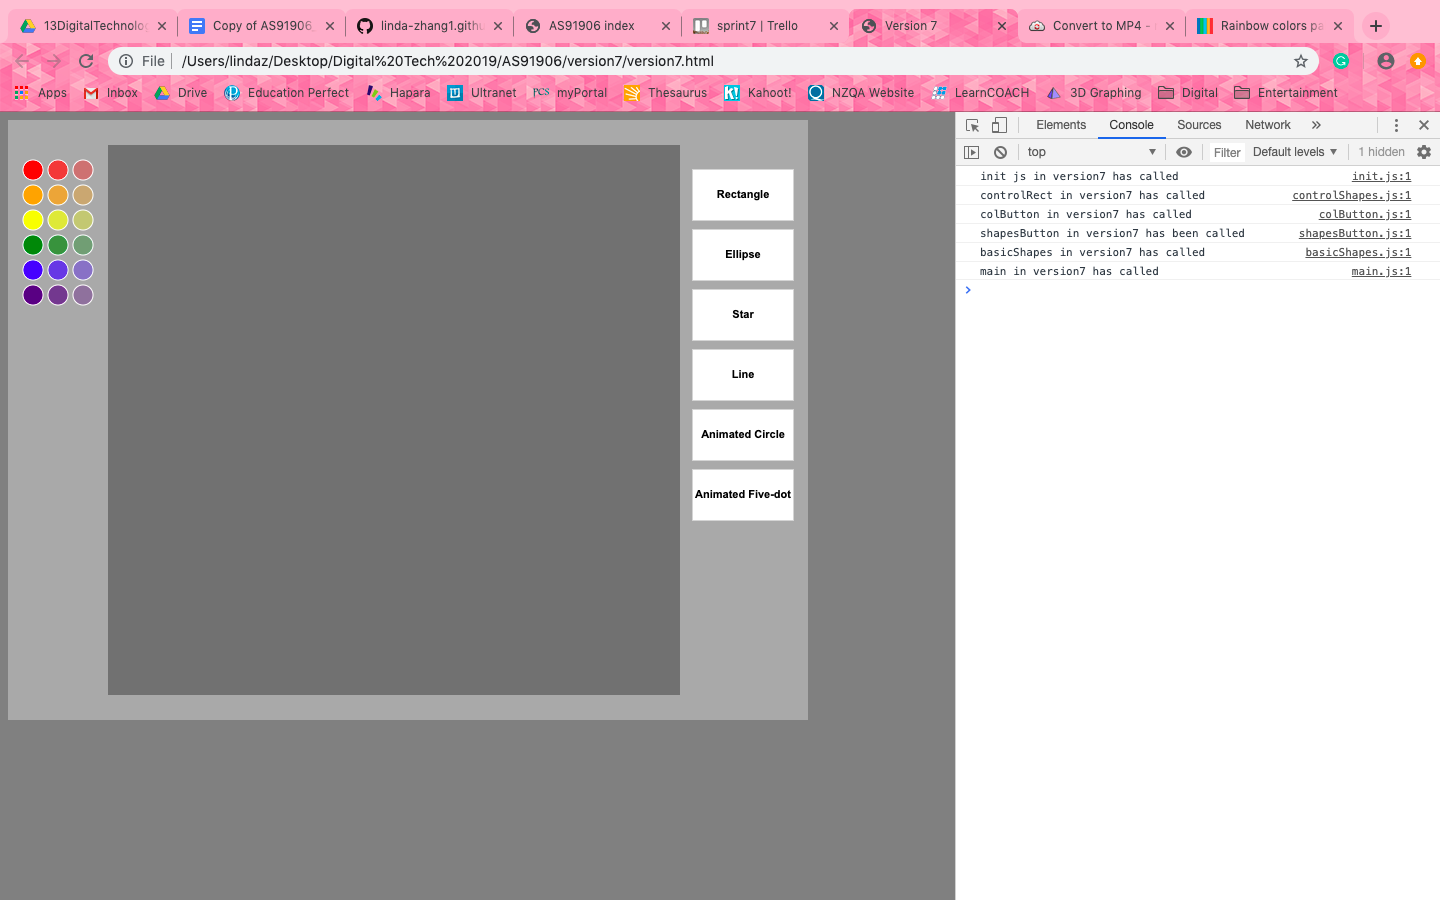 13DigitalTechnolog
Copy of AS91906
linda-zhang1.githu
AS91906 index
sprint7 | Trello
Version 7
Convert to MP4 -
Rainbow colors pa
File
/Users/lindaz/Desktop/Digital%20Tech%202019/AS91906/version7/version7.html
Apps
Inbox
Drive
Education Perfect
Hapara
Ultranet
PCS myPortal
Thesaurus
Kahoot!
NZQA Website
LearnCOACH
3D Graphing
Digital
Entertainment
Rectangle
Ellipse
Star
Line
Animated Circle
Animated Five-dot
Elements Console Sources Network »
top Filter Default levels 1 hidden
init js in version7 has called init.js:1
controlRect in version7 has called controlShapes.js:1
colButton in version7 has called colButton.js:1
shapesButton in version7 has been called shapesButton.js:1
basicShapes in version7 has called basicShapes.js:1
main in version7 has called main.js:1